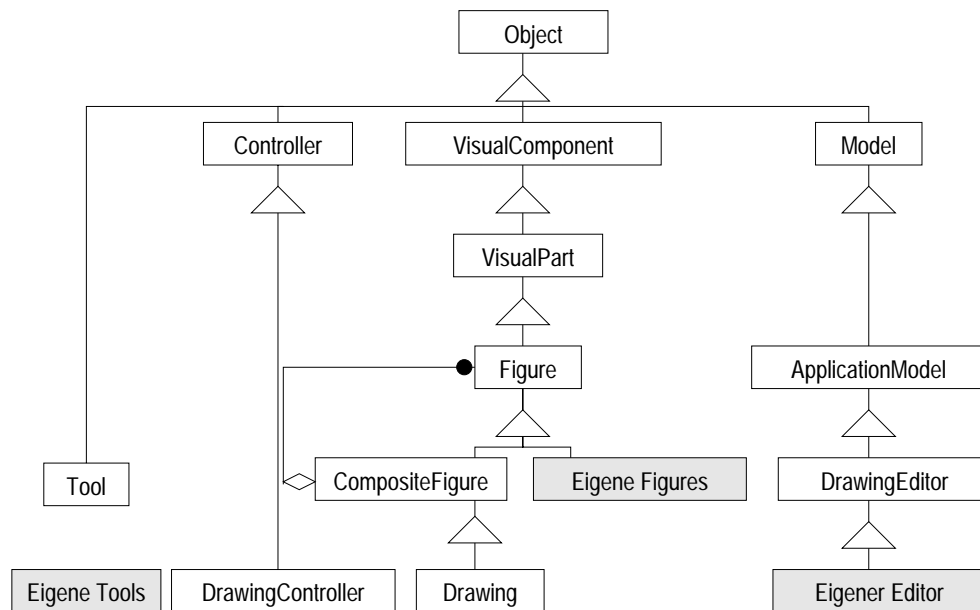 Object
Controller
VisualComponent
Model
VisualPart
Figure
ApplicationModel
Tool
CompositeFigure
Eigene Figures
DrawingEditor
Eigene Tools
DrawingController
Drawing
Eigener Editor